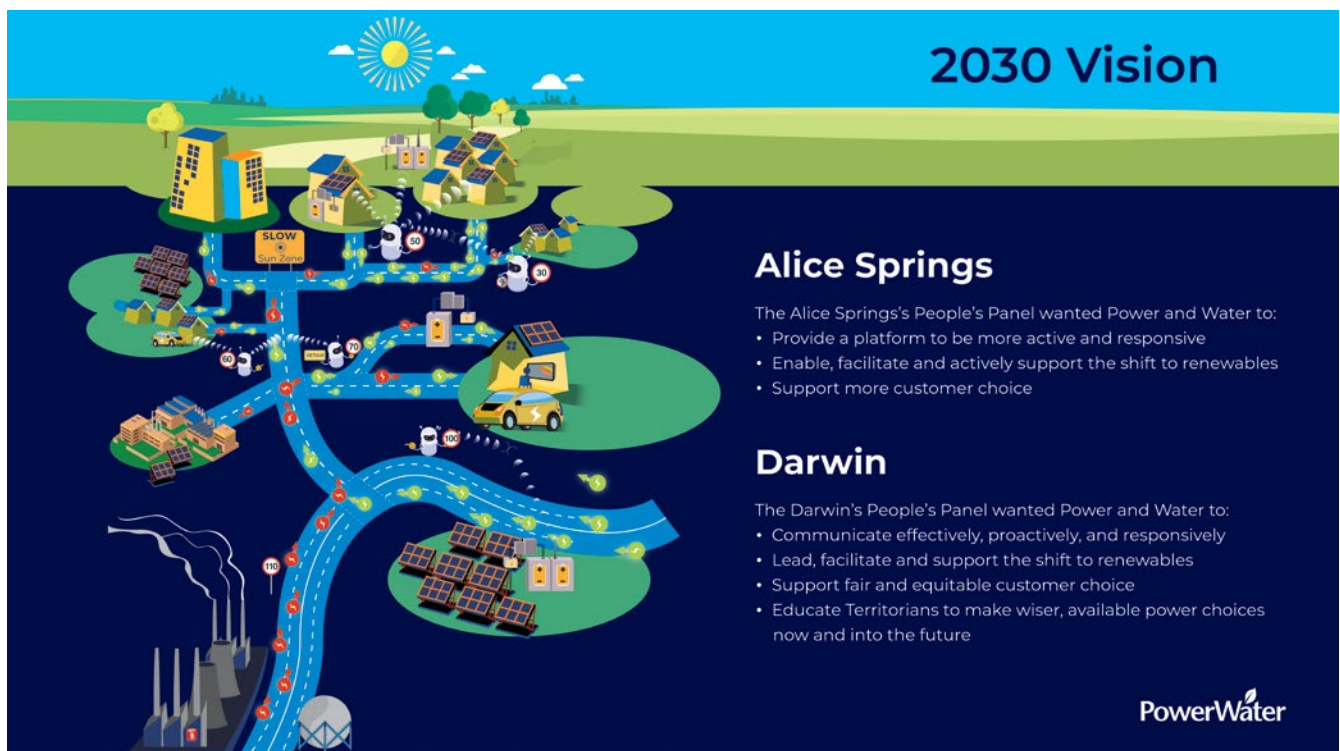 2030 Vision
SLOW
Sun Zone
50
30
60
DETOUR
70
100
110
Alice Springs
The Alice Springs's People's Panel wanted Power and Water to:
• Provide a platform to be more active and responsive
• Enable, facilitate and actively support the shift to renewables
• Support more customer choice
Darwin
The Darwin's People's Panel wanted Power and Water to:
• Communicate effectively, proactively, and responsively
• Lead, facilitate and support the shift to renewables
• Support fair and equitable customer choice
• Educate Territorians to make wiser, available power choices
now and into the future
PowerWater